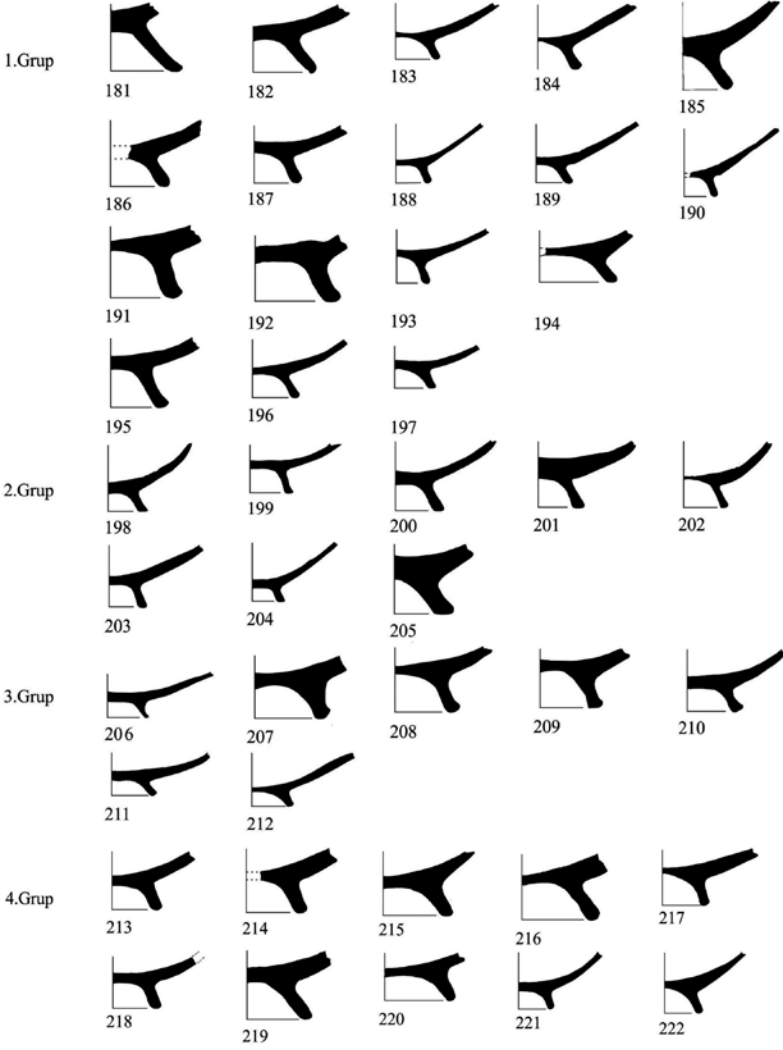 1.Grup
181 182 183 184 185
186 187 188 189 190
191 192 193 194
195 196 197
2.Grup
198 199 200 201 202
203 204 205
3.Grup
206 207 208 209 210
211 212
4.Grup
213 214 215 216 217
218 219 220 221 222